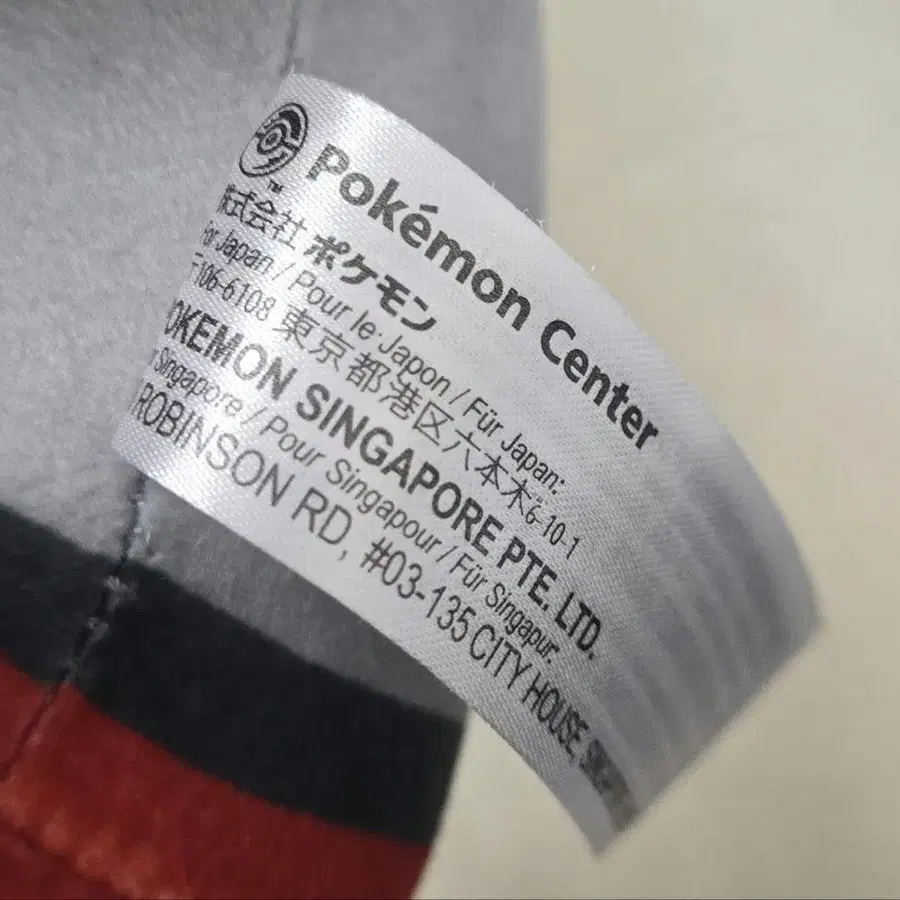 Pokémon Center
TM
式会社 ポケモン
For Japan / Pour le Japon / Für Japan:
〒106-6108 東京都港区六本木6-10-1
POKEMON SINGAPORE PTE. LTD.
Singapore / Pour Singapour / Für Singapur:
ROBINSON RD, #03-135 CITY HOUSE,